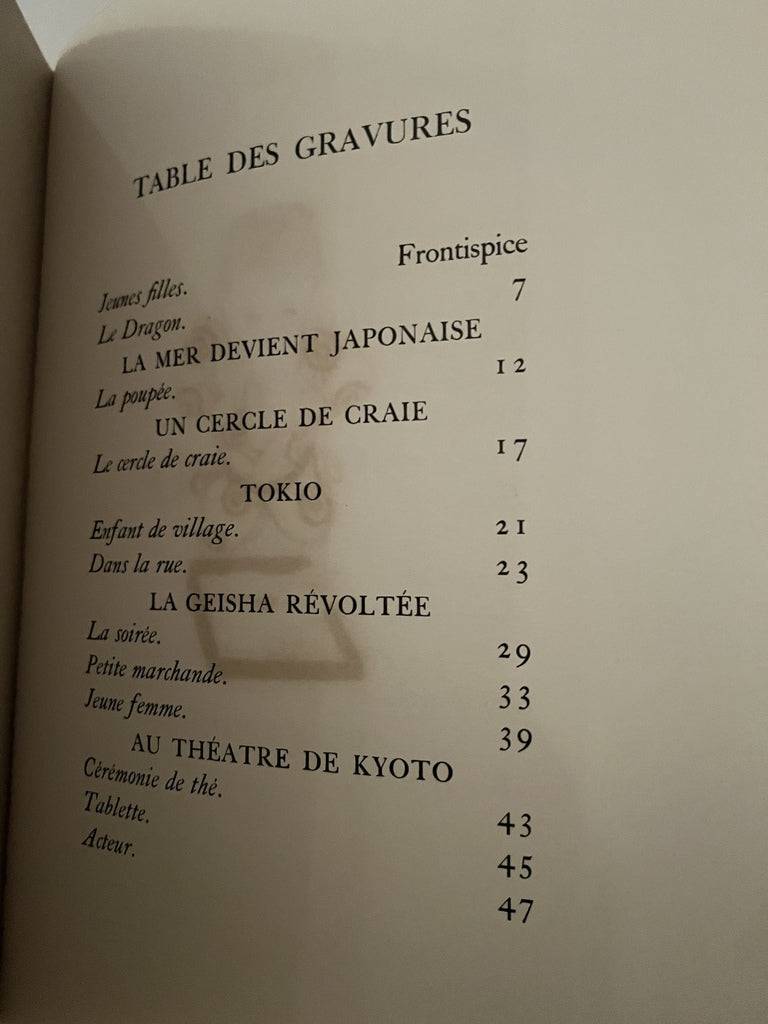 TABLE DES GRAVURES
Jeunes filles. Frontispice
Le Dragon. 7
LA MER DEVIENT JAPONAISE
La poupée. 12
UN CERCLE DE CRAIE
Le cercle de craie. 17
TOKIO
Enfant de village. 21
Dans la rue. 23
LA GEISHA RÉVOLTÉE
La soirée. 29
Petite marchande. 33
Jeune femme. 39
AU THÉATRE DE KYOTO
Cérémonie de thé. 43
Tablette. 45
Acteur. 47